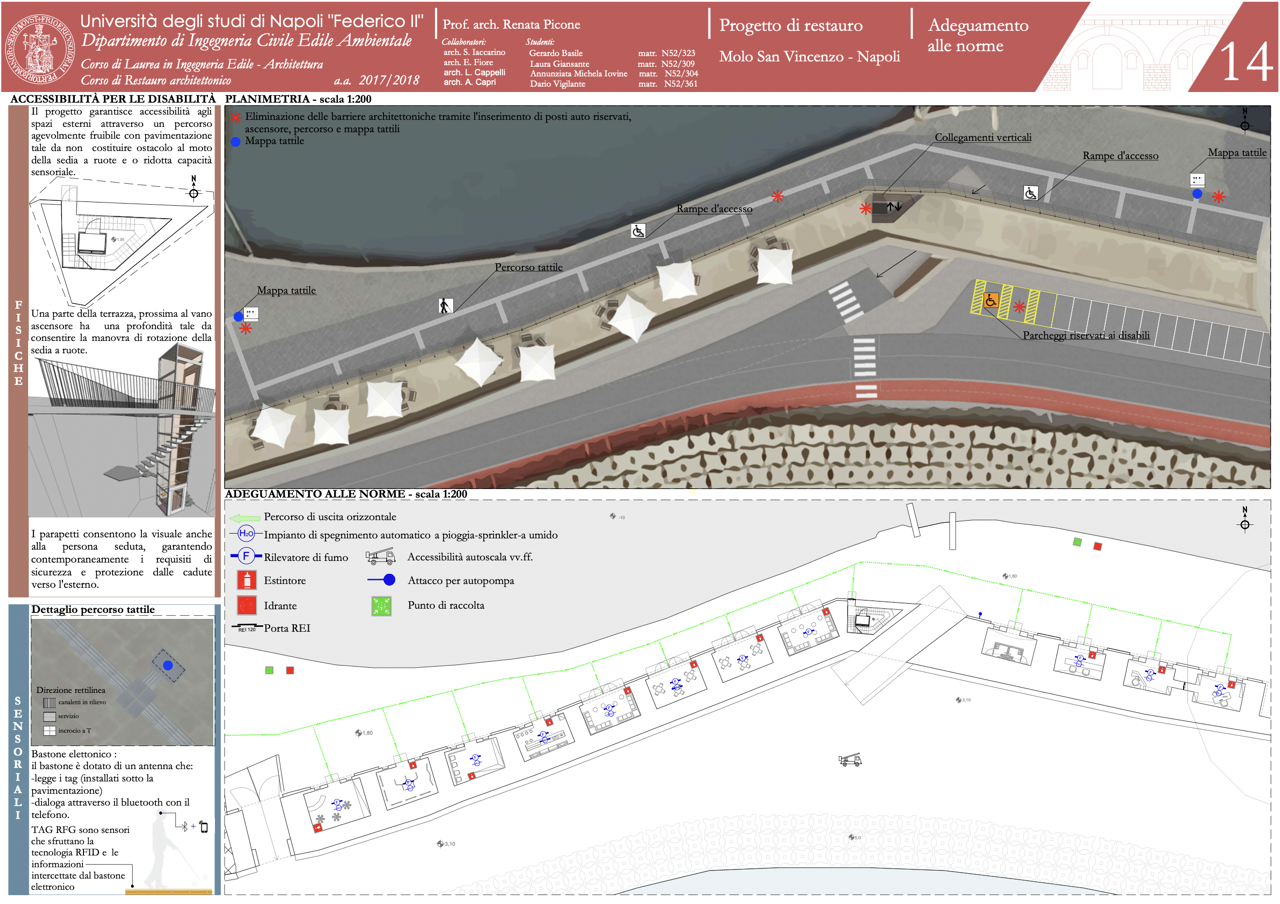 Università degli studi di Napoli "Federico II"
Dipartimento di Ingegneria Civile Edile Ambientale
Corso di Laurea in Ingegneria Edile - Architettura
Corso di Restauro architettonico a.a. 2017/2018
Prof. arch. Renata Picone
Collaboratori:
arch. S. Iaccarino
arch. E. Fiore
arch. L. Cappelli
arch. A. Capri
Studenti:
Gerardo Basile matr. N52/323
Laura Giansante matr. N52/309
Annunziata Michela Iovine matr. N52/304
Dario Vigilante matr. N52/361
Progetto di restauro
Molo San Vincenzo - Napoli
Adeguamento
alle norme
14
ACCESSIBILITÀ PER LE DISABILITÀ
FISICHE
Il progetto garantisce accessibilità agli
spazi esterni attraverso un percorso
agevolmente fruibile con pavimentazione
tale da non costituire ostacolo al moto
della sedia a ruote e o ridotta capacità
sensoriale.
N
Una parte della terrazza, prossima al vano
ascensore ha una profondità tale da
consentire la manovra di rotazione della
sedia a ruote.
I parapetti consentono la visuale anche
alla persona seduta, garantendo
contemporaneamente i requisiti di
sicurezza e protezione dalle cadute
verso l'esterno.
SENSORIALI
Dettaglio percorso tattile
Direzione rettilinea
canaletti in rilievo
servizio
incrocio a T
Bastone elettonico :
il bastone è dotato di un antenna che:
-legge i tag (installati sotto la
pavimentazione)
-dialoga attraverso il bluetooth con il
telefono.
TAG RFG sono sensori
che sfruttano la
tecnologia RFID e le
informazioni
intercettate dal bastone
elettronico
PLANIMETRIA - scala 1:200
Eliminazione delle barriere architettoniche tramite l'inserimento di posti auto riservati,
ascensore, percorso e mappa tattili
Mappa tattile
N
Collegamenti verticali
Rampe d'accesso
Mappa tattile
Rampe d'accesso
Percorso tattile
Mappa tattile
Parcheggi riservati ai disabili
ADEGUAMENTO ALLE NORME - scala 1:200
Percorso di uscita orizzontale
H₂O Impianto di spegnimento automatico a pioggia-sprinkler-a umido
F Rilevatore di fumo
Accessibilità autoscala vv.ff.
Estintore
Attacco per autopompa
Idrante
Punto di raccolta
REI 120 Porta REI
N
1,80
1,80
3,10
3,10